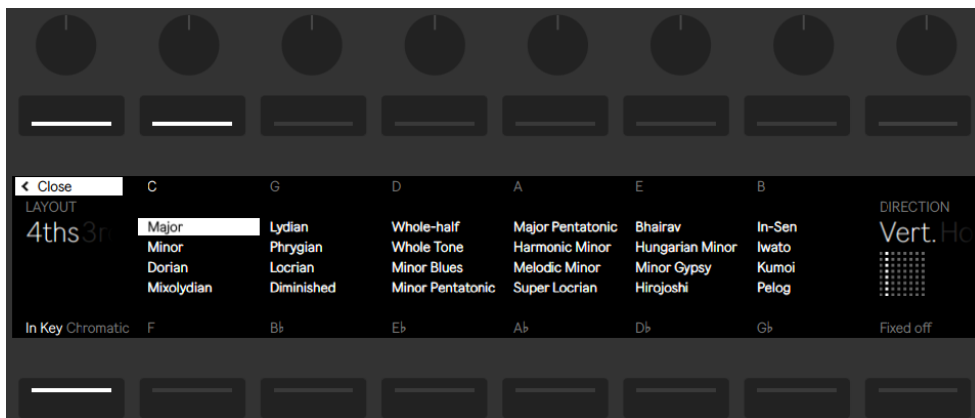 < Close C G D A E B
LAYOUT DIRECTION
4ths 3r Vert. Ho
Major Lydian Whole-half Major Pentatonic Bhairav In-Sen
Minor Phrygian Whole Tone Harmonic Minor Hungarian Minor Iwato
Dorian Locrian Minor Blues Melodic Minor Minor Gypsy Kumoi
Mixolydian Diminished Minor Pentatonic Super Locrian Hirojoshi Pelog
In Key Chromatic F B♭ E♭ A♭ D♭ G♭ Fixed off